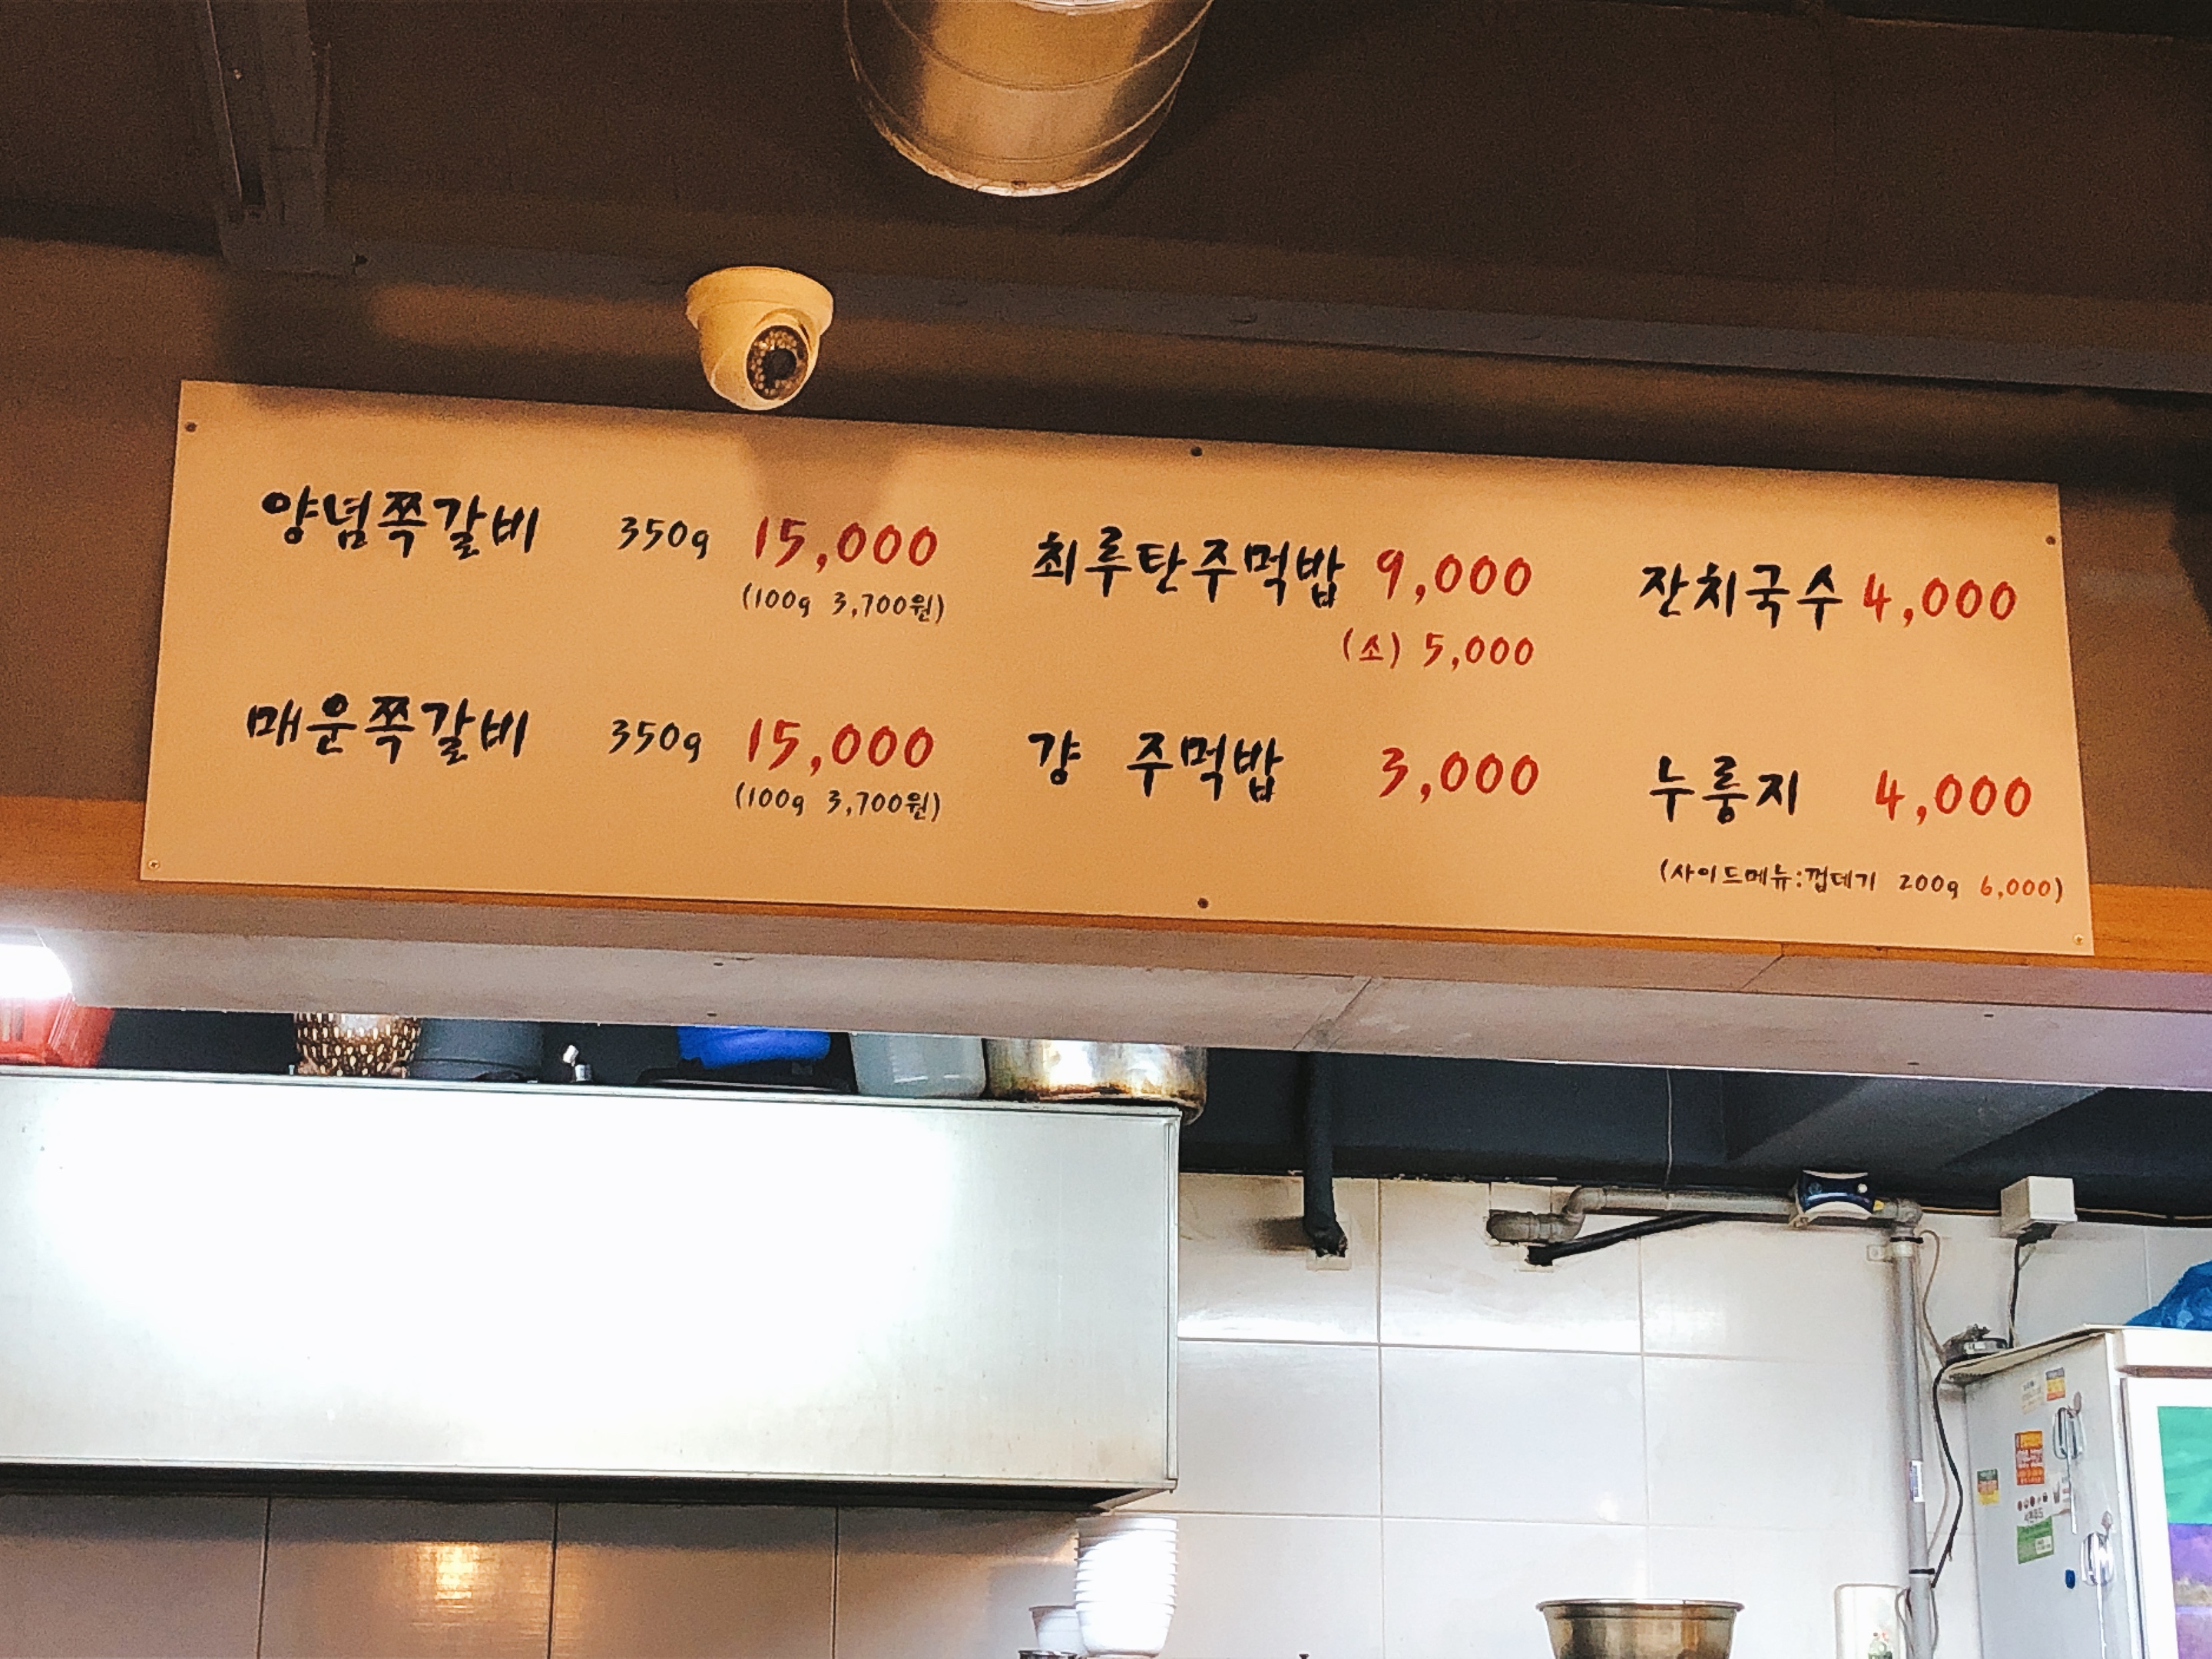 양념쪽갈비 350g 15,000
(100g 3,700원)
매운쪽갈비 350g 15,000
(100g 3,700원)
최루탄주먹밥 9,000
(소) 5,000
걍 주먹밥 3,000
잔치국수 4,000
누룽지 4,000
(사이드메뉴:껍데기 200g 6,000)